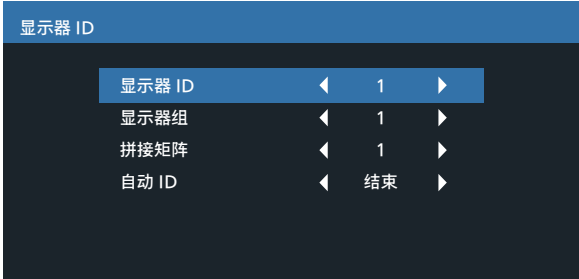 显示器 ID
显示器 ID 1
显示器组 1
拼接矩阵 1
自动 ID 结束